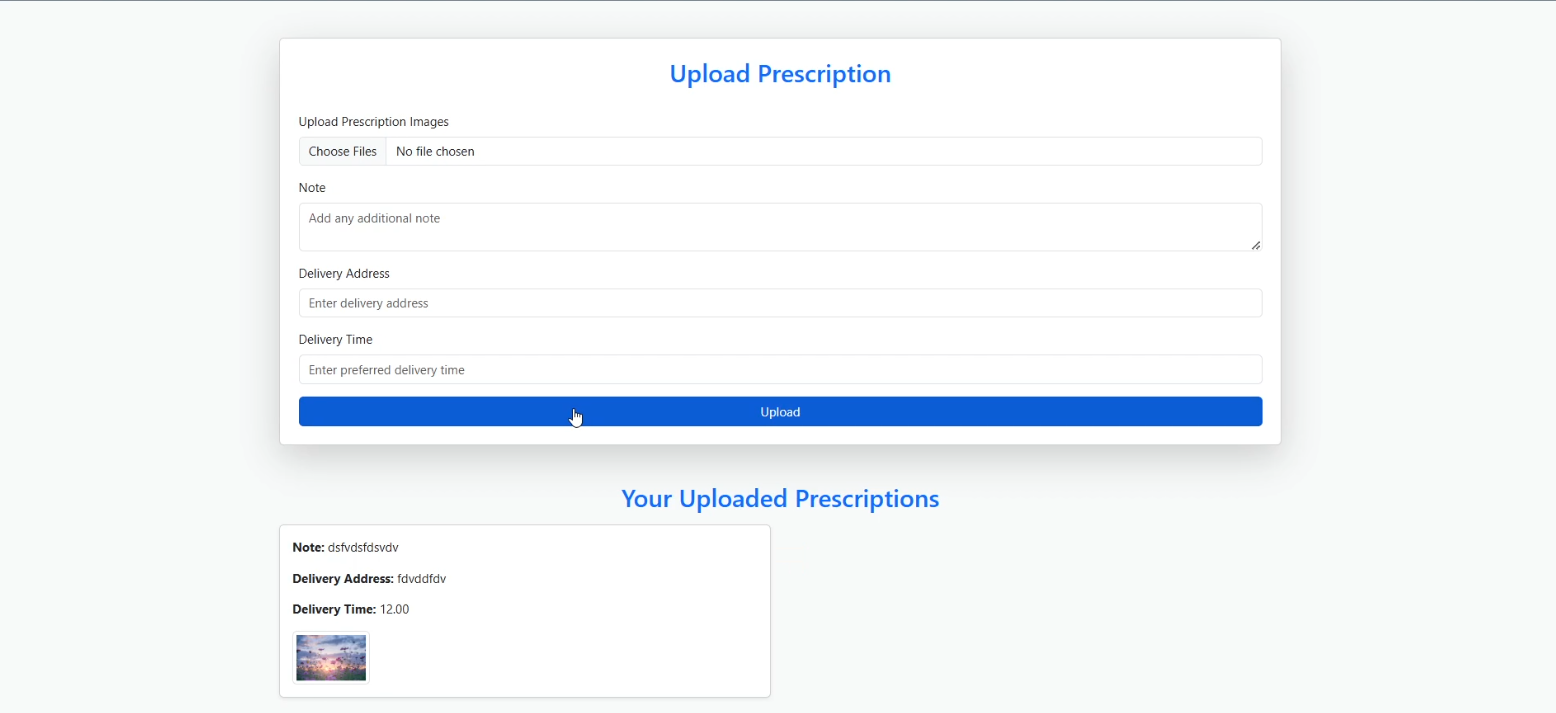 Upload Prescription
Upload Prescription Images
Choose Files No file chosen
Note
Add any additional note
Delivery Address
Enter delivery address
Delivery Time
Enter preferred delivery time
Upload
Your Uploaded Prescriptions
Note: dsfvdsfdsvdv
Delivery Address: fdvddfdv
Delivery Time: 12.00